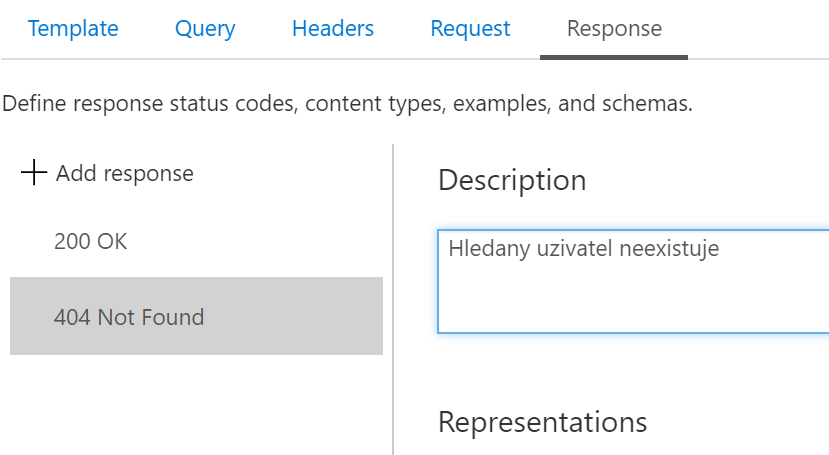 Template Query Headers Request Response
Define response status codes, content types, examples, and schemas.
Add response
200 OK
404 Not Found
Description
Hledany uzivatel neexistuje
Representations